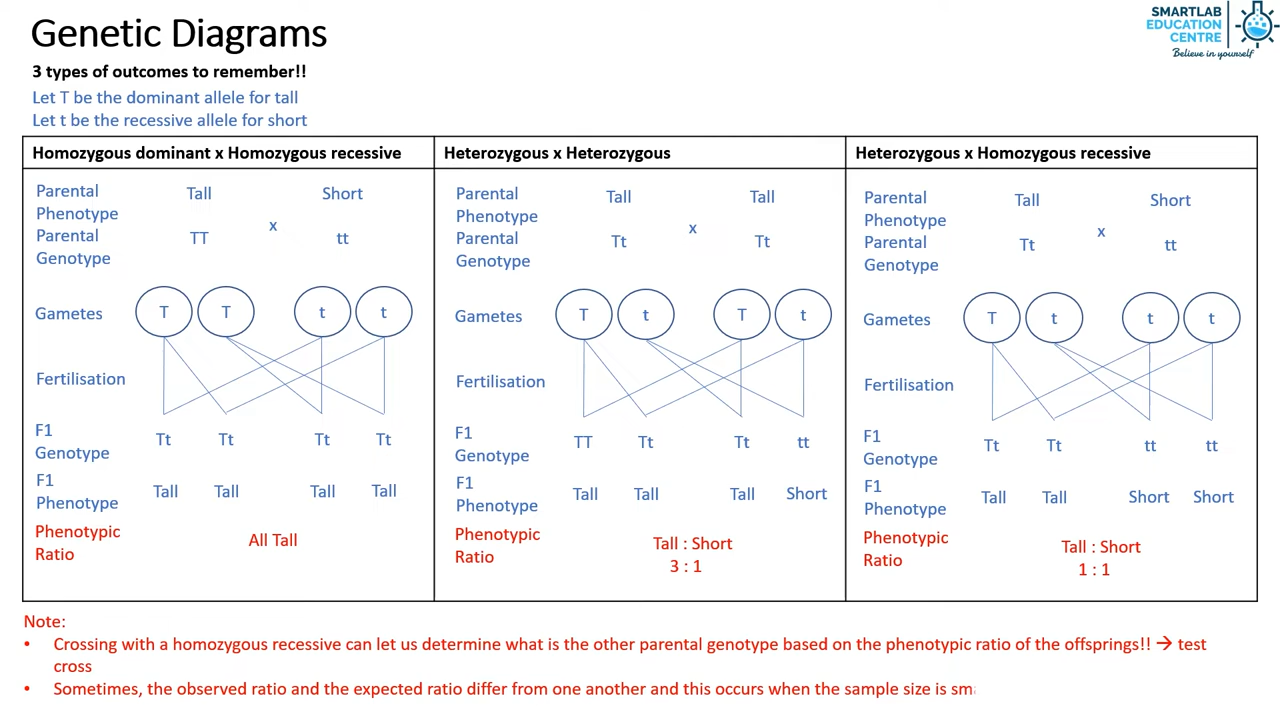 Genetic Diagrams
SMARTLAB
EDUCATION
CENTRE
Believe in yourself
3 types of outcomes to remember!!
Let T be the dominant allele for tall
Let t be the recessive allele for short
Homozygous dominant x Homozygous recessive
Parental Phenotype Tall Short
x
Parental Genotype TT tt
Gametes T T t t
Fertilisation
F1 Genotype Tt Tt Tt Tt
F1 Phenotype Tall Tall Tall Tall
Phenotypic Ratio All Tall
Heterozygous x Heterozygous
Parental Phenotype Tall Tall
x
Parental Genotype Tt Tt
Gametes T t T t
Fertilisation
F1 Genotype TT Tt Tt tt
F1 Phenotype Tall Tall Tall Short
Phenotypic Ratio Tall : Short
3 : 1
Heterozygous x Homozygous recessive
Parental Phenotype Tall Short
x
Parental Genotype Tt tt
Gametes T t t t
Fertilisation
F1 Genotype Tt Tt tt tt
F1 Phenotype Tall Tall Short Short
Phenotypic Ratio Tall : Short
1 : 1
Note:
• Crossing with a homozygous recessive can let us determine what is the other parental genotype based on the phenotypic ratio of the offsprings!! → test
cross
• Sometimes, the observed ratio and the expected ratio differ from one another and this occurs when the sample size is